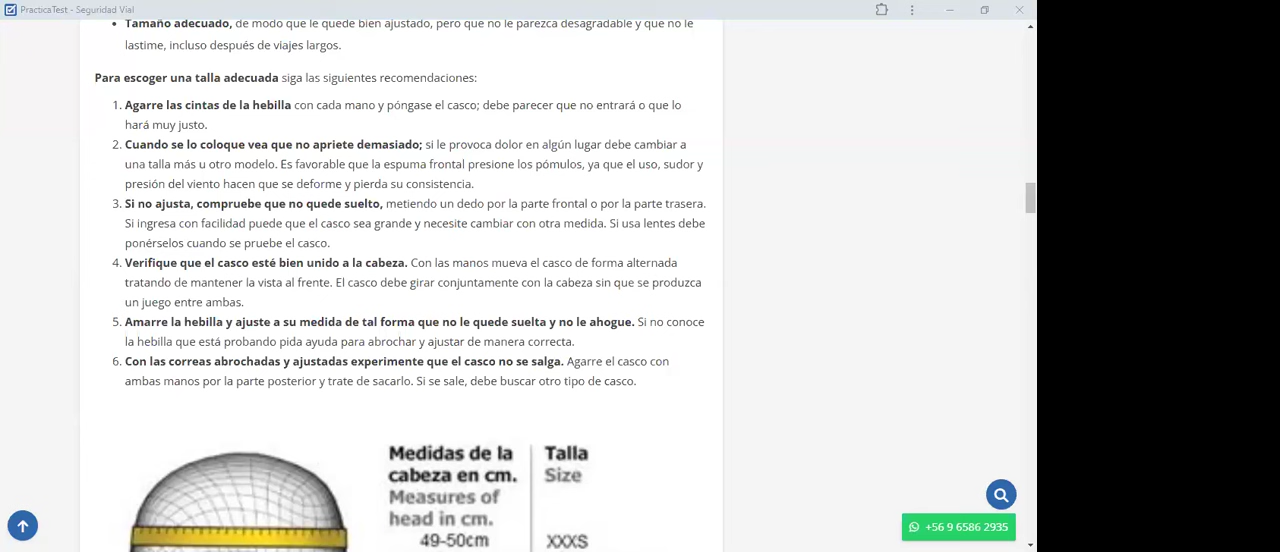 PracticaTest - Seguridad Vial
• Tamaño adecuado, de modo que le quede bien ajustado, pero que no le parezca desagradable y que no le
lastime, incluso después de viajes largos.
Para escoger una talla adecuada siga las siguientes recomendaciones:
1. Agarre las cintas de la hebilla con cada mano y póngase el casco; debe parecer que no entrará o que lo
hará muy justo.
2. Cuando se lo coloque vea que no apriete demasiado; si le provoca dolor en algún lugar debe cambiar a
una talla más u otro modelo. Es favorable que la espuma frontal presione los pómulos, ya que el uso, sudor y
presión del viento hacen que se deforme y pierda su consistencia.
3. Si no ajusta, compruebe que no quede suelto, metiendo un dedo por la parte frontal o por la parte trasera.
Si ingresa con facilidad puede que el casco sea grande y necesite cambiar con otra medida. Si usa lentes debe
ponérselos cuando se pruebe el casco.
4. Verifique que el casco esté bien unido a la cabeza. Con las manos mueva el casco de forma alternada
tratando de mantener la vista al frente. El casco debe girar conjuntamente con la cabeza sin que se produzca
un juego entre ambas.
5. Amarre la hebilla y ajuste a su medida de tal forma que no le quede suelta y no le ahogue. Si no conoce
la hebilla que está probando pida ayuda para abrochar y ajustar de manera correcta.
6. Con las correas abrochadas y ajustadas experimente que el casco no se salga. Agarre el casco con
ambas manos por la parte posterior y trate de sacarlo. Si se sale, debe buscar otro tipo de casco.
Medidas de la
cabeza en cm.
Measures of
head in cm.
49-50cm
Talla
Size
XXXS
+56 9 6586 2935